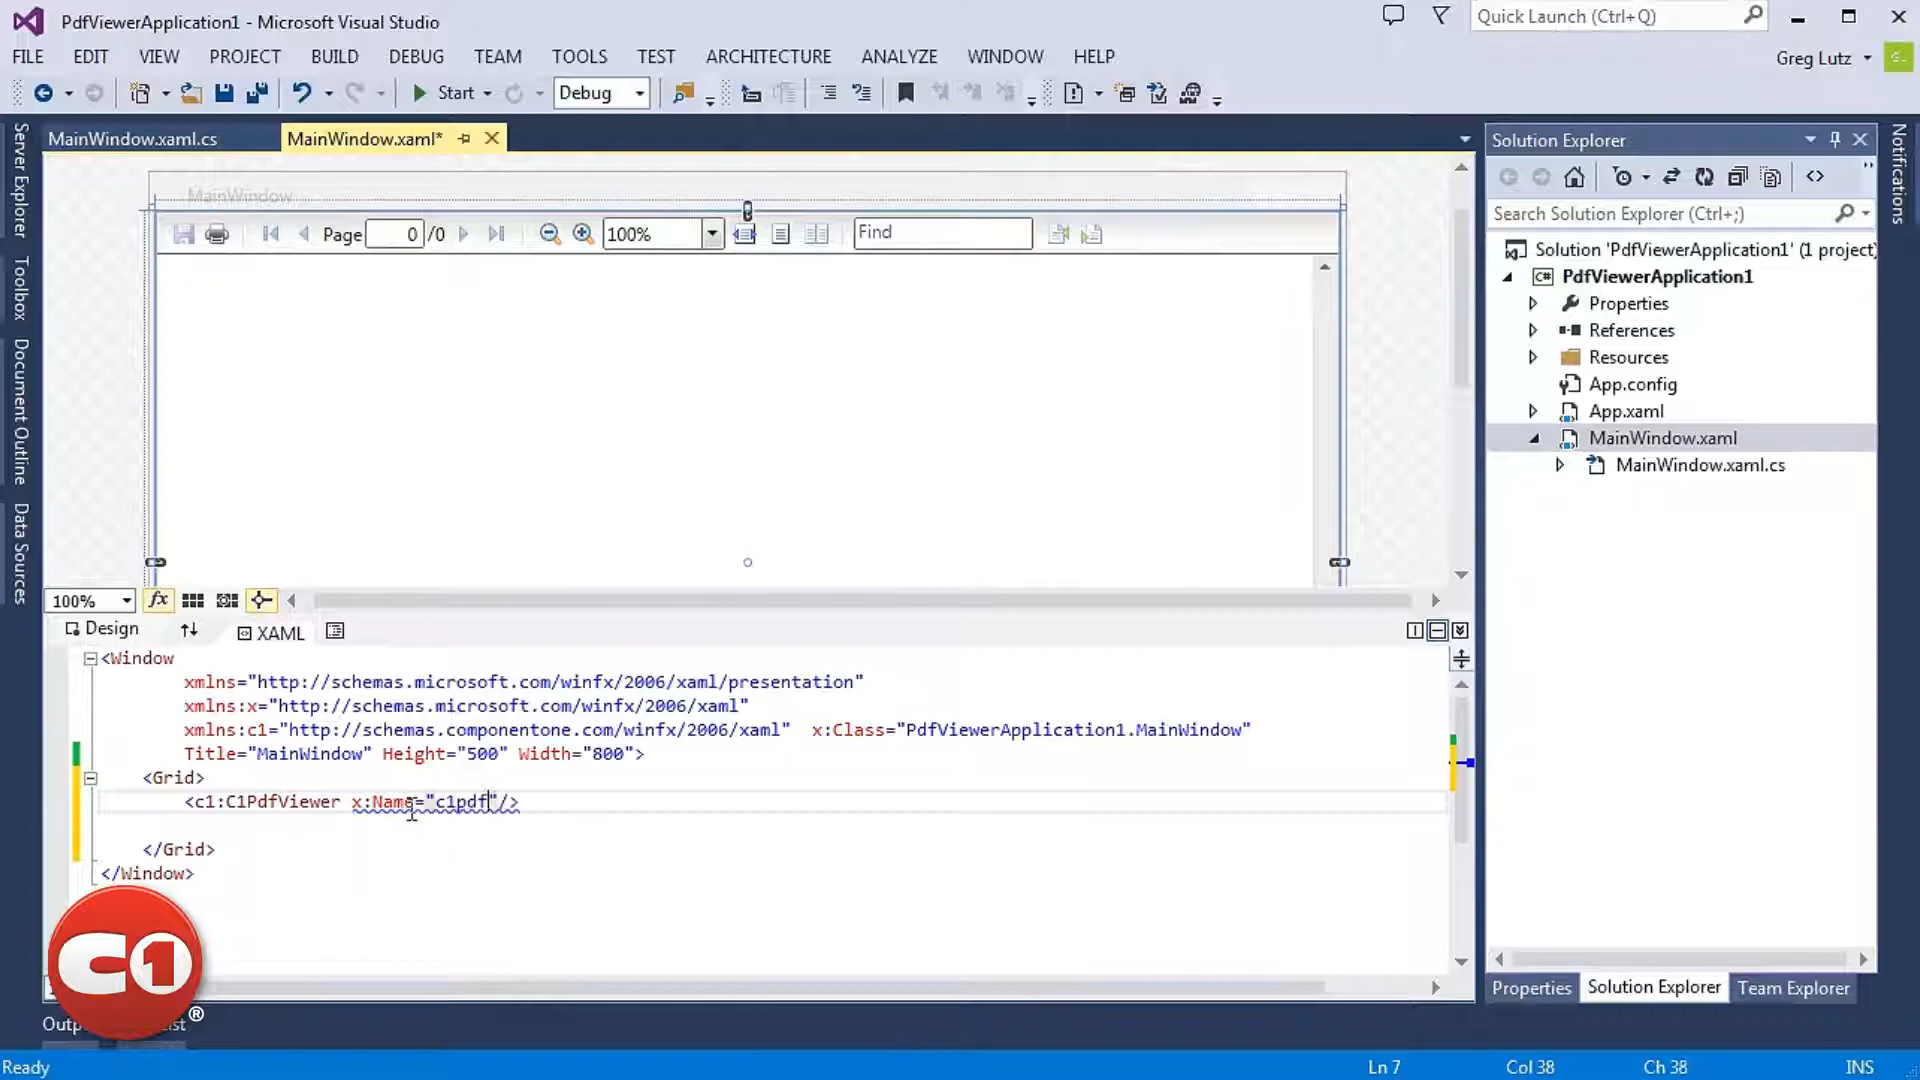 PdfViewerApplication1 - Microsoft Visual Studio
Quick Launch (Ctrl+Q)
FILE EDIT VIEW PROJECT BUILD DEBUG TEAM TOOLS TEST ARCHITECTURE ANALYZE WINDOW HELP
Greg Lutz
Start
Debug
MainWindow.xaml.cs
MainWindow.xaml*
Server Explorer
Toolbox
Document Outline
Data Sources
MainWindow
Page 0 /0
100%
Find
100%
fx
Design
XAML
<Window
xmlns="http://schemas.microsoft.com/winfx/2006/xaml/presentation"
xmlns:x="http://schemas.microsoft.com/winfx/2006/xaml"
xmlns:c1="http://schemas.componentone.com/winfx/2006/xaml" x:Class="PdfViewerApplication1.MainWindow"
Title="MainWindow" Height="500" Width="800">
<Grid>
<c1:C1PdfViewer x:Name="c1pdf"/>
</Grid>
</Window>
C1®
Solution Explorer
Search Solution Explorer (Ctrl+;)
Solution 'PdfViewerApplication1' (1 project)
C# PdfViewerApplication1
Properties
References
Resources
App.config
App.xaml
MainWindow.xaml
MainWindow.xaml.cs
Properties Solution Explorer Team Explorer
Notifications
Ready
Ln 7 Col 38 Ch 38 INS